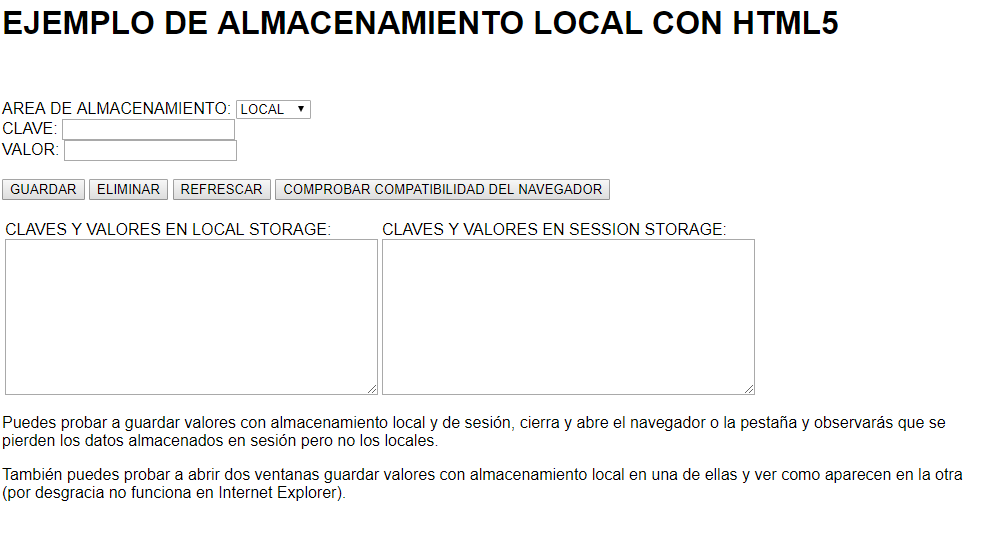 EJEMPLO DE ALMACENAMIENTO LOCAL CON HTML5
AREA DE ALMACENAMIENTO: LOCAL
CLAVE:
VALOR:
GUARDAR ELIMINAR REFRESCAR COMPROBAR COMPATIBILIDAD DEL NAVEGADOR
CLAVES Y VALORES EN LOCAL STORAGE: CLAVES Y VALORES EN SESSION STORAGE:
Puedes probar a guardar valores con almacenamiento local y de sesión, cierra y abre el navegador o la pestaña y observarás que se
pierden los datos almacenados en sesión pero no los locales.
También puedes probar a abrir dos ventanas guardar valores con almacenamiento local en una de ellas y ver como aparecen en la otra
(por desgracia no funciona en Internet Explorer).